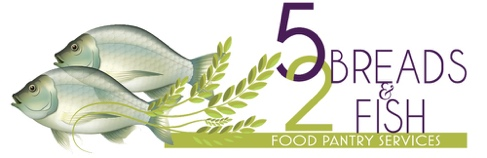 5 BREADS
&
2 FISH
FOOD PANTRY SERVICES